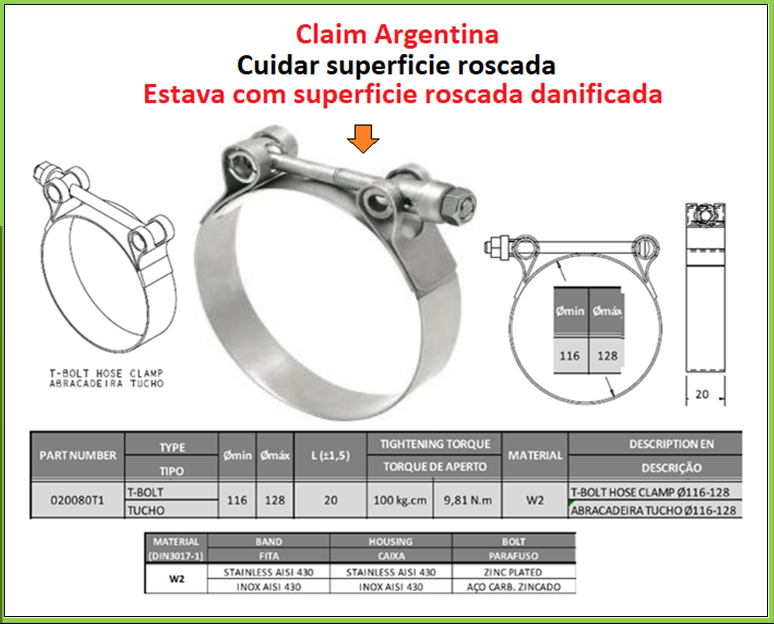 Claim Argentina
Cuidar superficie roscada
Estava com superficie roscada danificada
T-BOLT HOSE CLAMP
ABRACADEIRA TUCHO
Ømin Ømáx
116 128
20
PART NUMBER TYPE TIPO Ømin Ømáx L (±1,5) TIGHTENING TORQUE TORQUE DE APERTO MATERIAL DESCRIPTION EN DESCRIÇÃO
020080T1 T-BOLT TUCHO 116 128 20 100 kg.cm 9,81 N.m W2 T-BOLT HOSE CLAMP Ø116-128
ABRACADEIRA TUCHO Ø116-128
MATERIAL BAND HOUSING BOLT
(DIN3017-1) FITA CAIXA PARAFUSO
W2 STAINLESS AISI 430 STAINLESS AISI 430 ZINC PLATED
INOX AISI 430 INOX AISI 430 AÇO CARB. ZINCADO